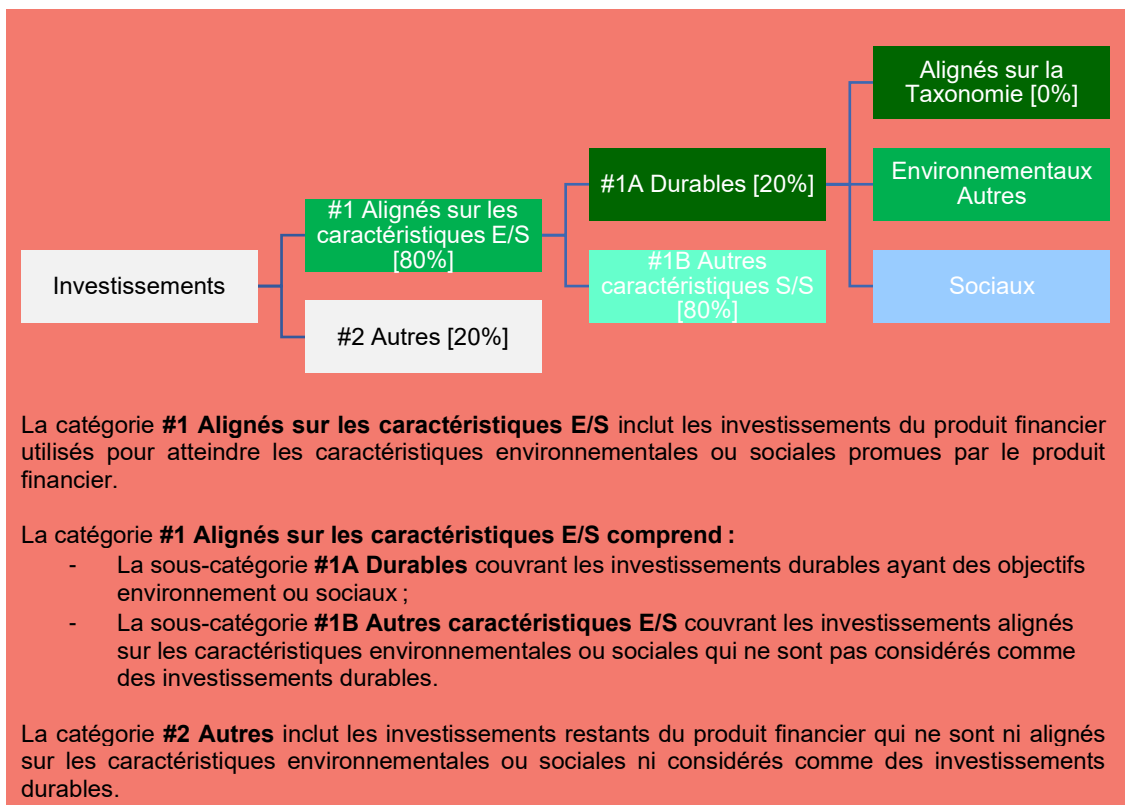 Alignés sur la
Taxonomie [0%]
#1A Durables [20%]
Environnementaux
Autres
#1 Alignés sur les
caractéristiques E/S
[80%]
#1B Autres
caractéristiques S/S
[80%]
Investissements
Sociaux
#2 Autres [20%]
La catégorie #1 Alignés sur les caractéristiques E/S inclut les investissements du produit financier
utilisés pour atteindre les caractéristiques environnementales ou sociales promues par le produit
financier.
La catégorie #1 Alignés sur les caractéristiques E/S comprend :
- La sous-catégorie #1A Durables couvrant les investissements durables ayant des objectifs
environnement ou sociaux ;
- La sous-catégorie #1B Autres caractéristiques E/S couvrant les investissements alignés
sur les caractéristiques environnementales ou sociales qui ne sont pas considérés comme
des investissements durables.
La catégorie #2 Autres inclut les investissements restants du produit financier qui ne sont ni alignés
sur les caractéristiques environnementales ou sociales ni considérés comme des investissements
durables.